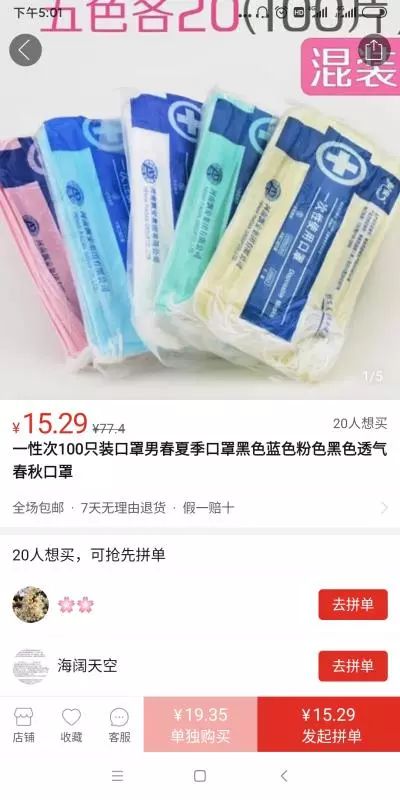 下午5:01
五色各20(100片)
混装
一次性使用口罩
1/5
¥15.29 ¥77.4
20人想买
一性次100只装口罩男春夏季口罩黑色蓝色粉色黑色透气
春秋口罩
全场包邮 · 7天无理由退货 · 假一赔十
20人想买，可抢先拼单
🌸🌸
去拼单
海阔天空
去拼单
店铺
收藏
客服
¥19.35
单独购买
¥15.29
发起拼单